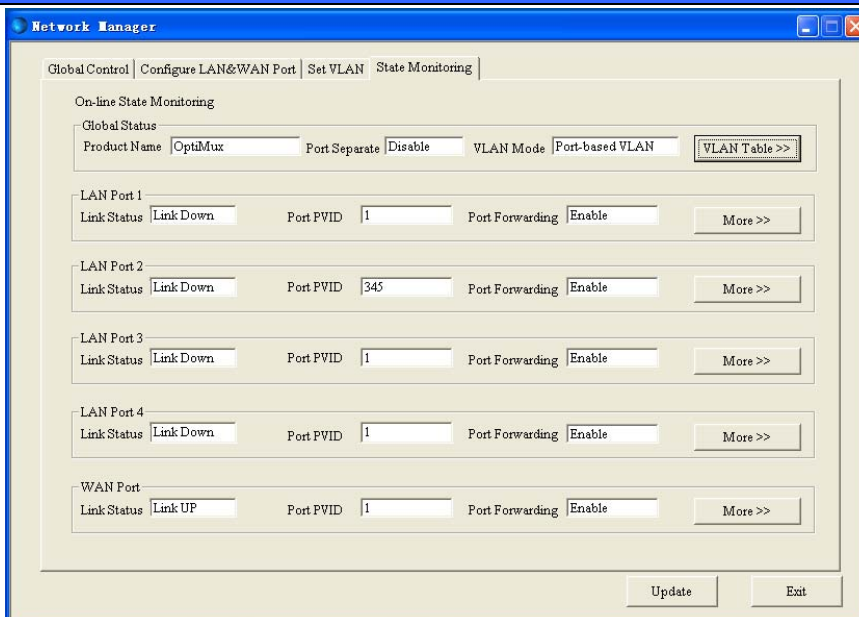 Network Manager
Global Control Configure LAN&WAN Port Set VLAN State Monitoring
On-line State Monitoring
Global Status
Product Name OptiMux Port Separate Disable VLAN Mode Port-based VLAN VLAN Table >>
LAN Port 1
Link Status Link Down Port PVID 1 Port Forwarding Enable More >>
LAN Port 2
Link Status Link Down Port PVID 345 Port Forwarding Enable More >>
LAN Port 3
Link Status Link Down Port PVID 1 Port Forwarding Enable More >>
LAN Port 4
Link Status Link Down Port PVID 1 Port Forwarding Enable More >>
WAN Port
Link Status Link UP Port PVID 1 Port Forwarding Enable More >>
Update Exit